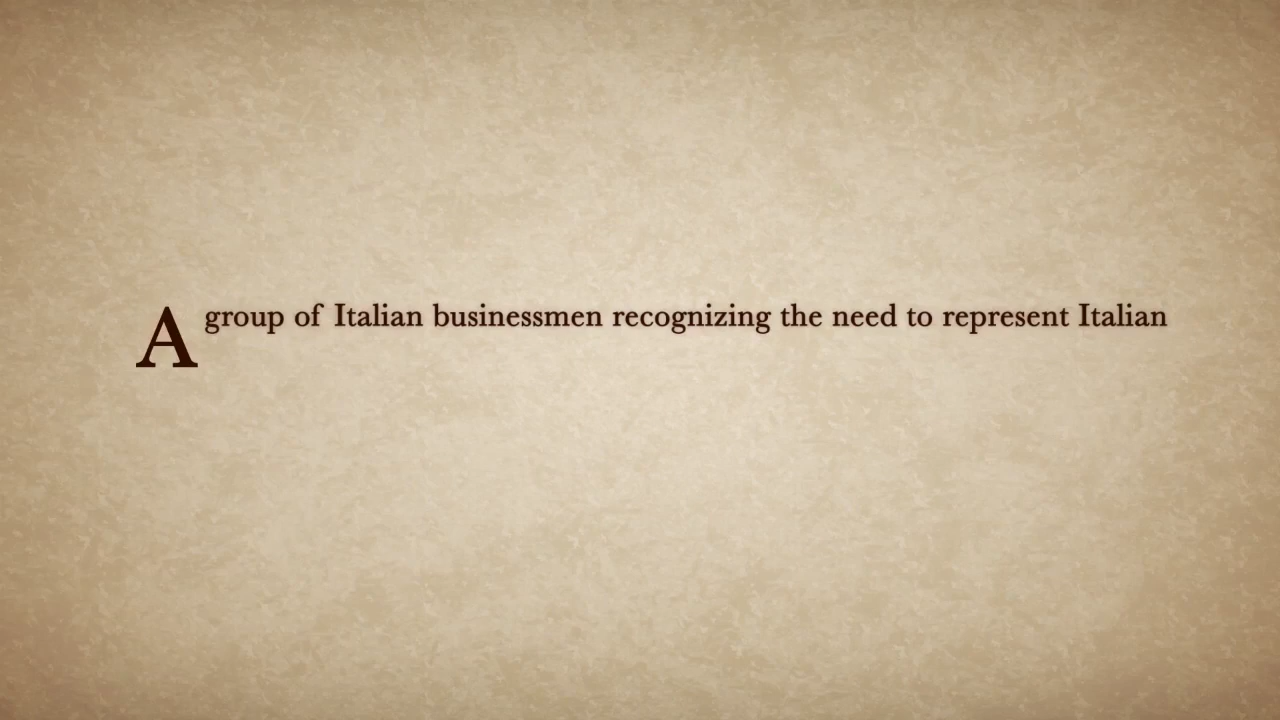 A group of Italian businessmen recognizing the need to represent Italian